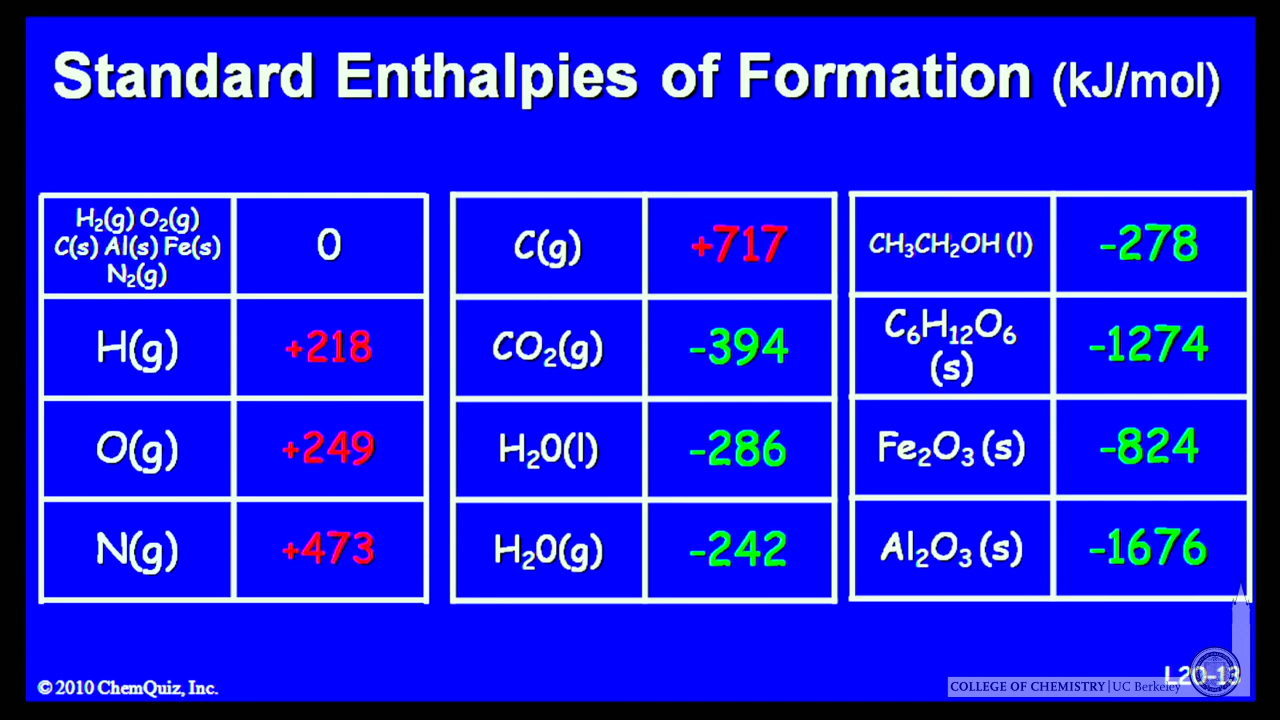 Standard Enthalpies of Formation (kJ/mol)
H₂(g) O₂(g)
C(s) Al(s) Fe(s)
N₂(g)
0
C(g)
+717
CH₃CH₂OH (l)
-278
H(g)
+218
CO₂(g)
-394
C₆H₁₂O₆
(s)
-1274
O(g)
+249
H₂0(l)
-286
Fe₂O₃ (s)
-824
N(g)
+473
H₂0(g)
-242
Al₂O₃ (s)
-1676
© 2010 ChemQuiz, Inc.
L20-13
COLLEGE OF CHEMISTRY | UC Berkeley